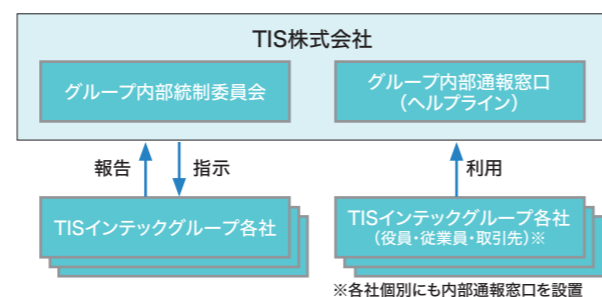 TIS株式会社
グループ内部統制委員会
グループ内部通報窓口
（ヘルプライン）
報告
指示
利用
TISインテックグループ各社
TISインテックグループ各社
（役員・従業員・取引先）※
※各社個別にも内部通報窓口を設置